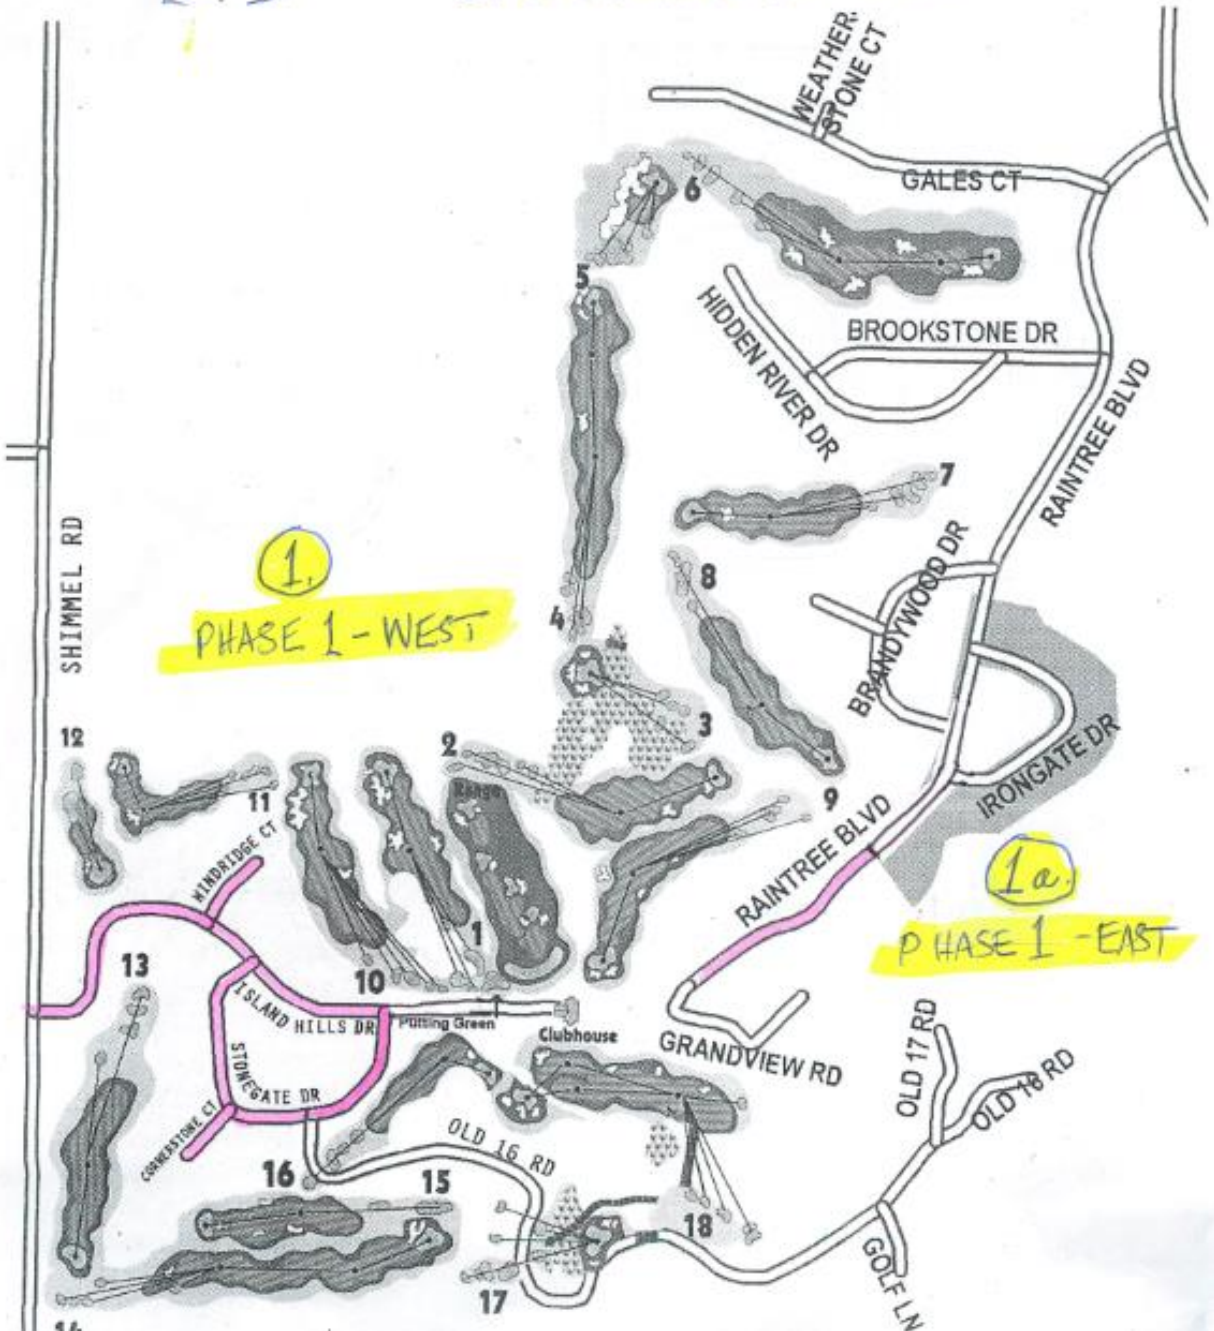 WEATHER-
STONE CT
GALES CT
6
5
HIDDEN RIVER DR
BROOKSTONE DR
RAINTREE BLVD
7
SHIMMEL RD
1.
PHASE 1 - WEST
8
BRANDYWOOD DR
4
3
IRONGATE DR
12
2
Range
11
9
WINDRIDGE CT
RAINTREE BLVD
1a.
PHASE 1 - EAST
1
10
13
ISLAND HILLS DR
Putting Green
Clubhouse
GRANDVIEW RD
OLD 17 RD
OLD 16 RD
STONEGATE DR
CORNERSTONE CT
OLD 16 RD
16
15
18
17
GOLF LN
14